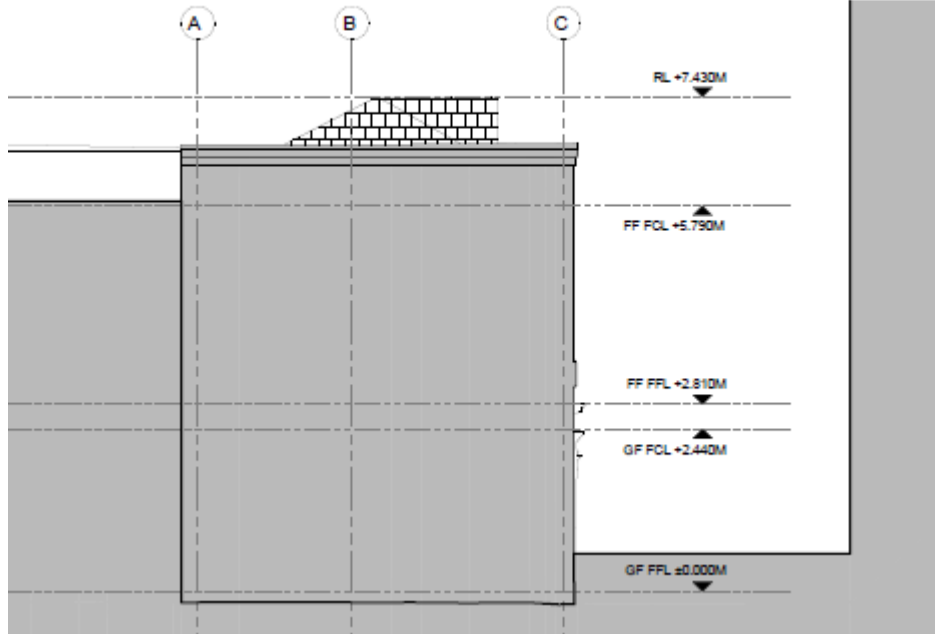 A B C
RL +7.430M
FF FCL +5.790M
FF FFL +2.810M
GF FCL +2.440M
GF FFL ±0.000M